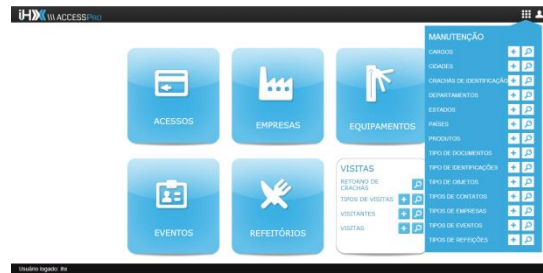 iHX \\\ ACCESSPRO
ACESSOS
EMPRESAS
EQUIPAMENTOS
EVENTOS
REFEITÓRIOS
VISITAS
RETORNO DE
CRACHÁS
TIPOS DE VISITAS
VISITANTES
VISITAS
MANUTENÇÃO
CARGOS
CIDADES
CRACHÁS DE IDENTIFICAÇÃO
DEPARTAMENTOS
ESTADOS
PAÍSES
PRODUTOS
TIPO DE DOCUMENTOS
TIPO DE IDENTIFICAÇÕES
TIPO DE OBJETOS
TIPOS DE CONTATOS
TIPOS DE EMPRESAS
TIPOS DE EVENTOS
TIPOS DE REFEIÇÕES
Usuário logado: ihx